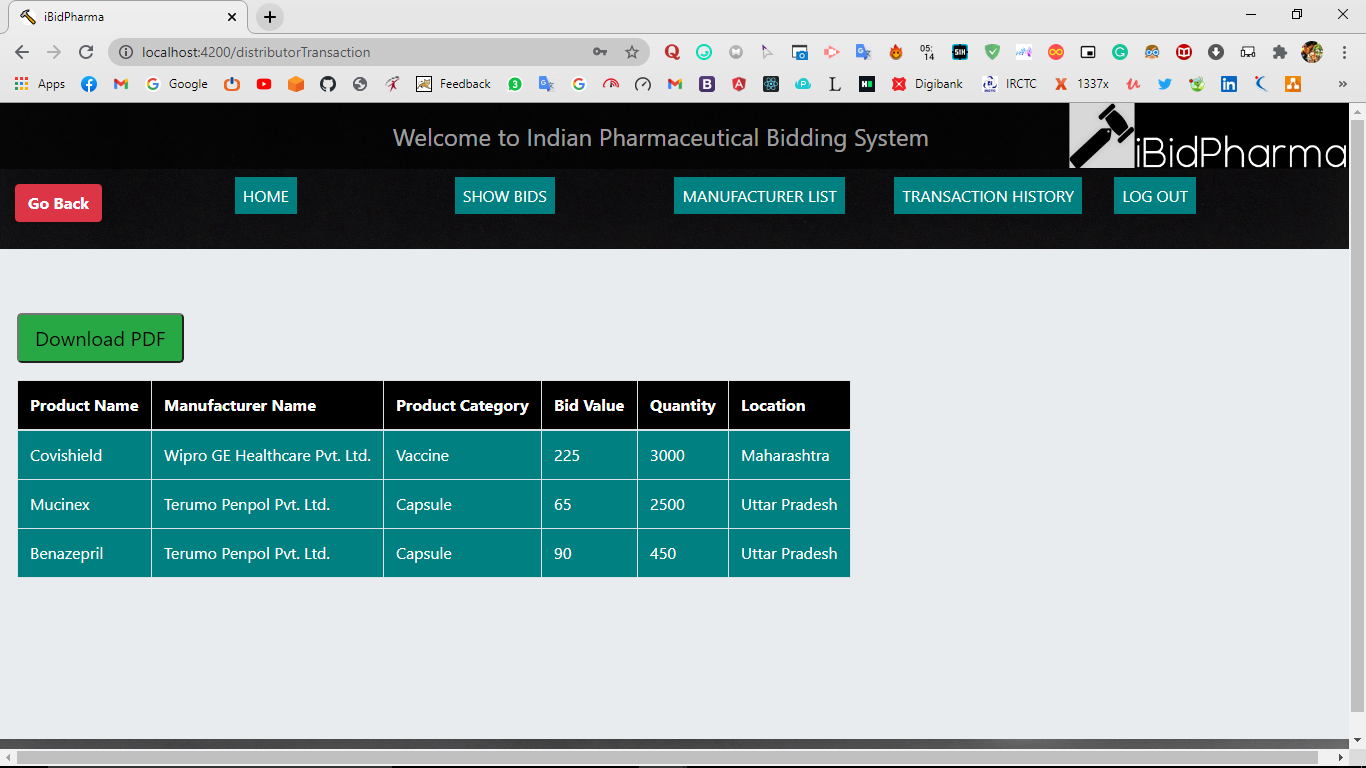 iBidPharma
localhost:4200/distributorTransaction
05:
14
Apps Google Feedback Digibank IRCTC 1337x
Welcome to Indian Pharmaceutical Bidding System
iBidPharma
Go Back HOME SHOW BIDS MANUFACTURER LIST TRANSACTION HISTORY LOG OUT
Download PDF
Product Name Manufacturer Name Product Category Bid Value Quantity Location
Covishield Wipro GE Healthcare Pvt. Ltd. Vaccine 225 3000 Maharashtra
Mucinex Terumo Penpol Pvt. Ltd. Capsule 65 2500 Uttar Pradesh
Benazepril Terumo Penpol Pvt. Ltd. Capsule 90 450 Uttar Pradesh